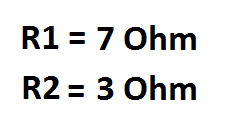 R1 = 7 Ohm
R2 = 3 Ohm